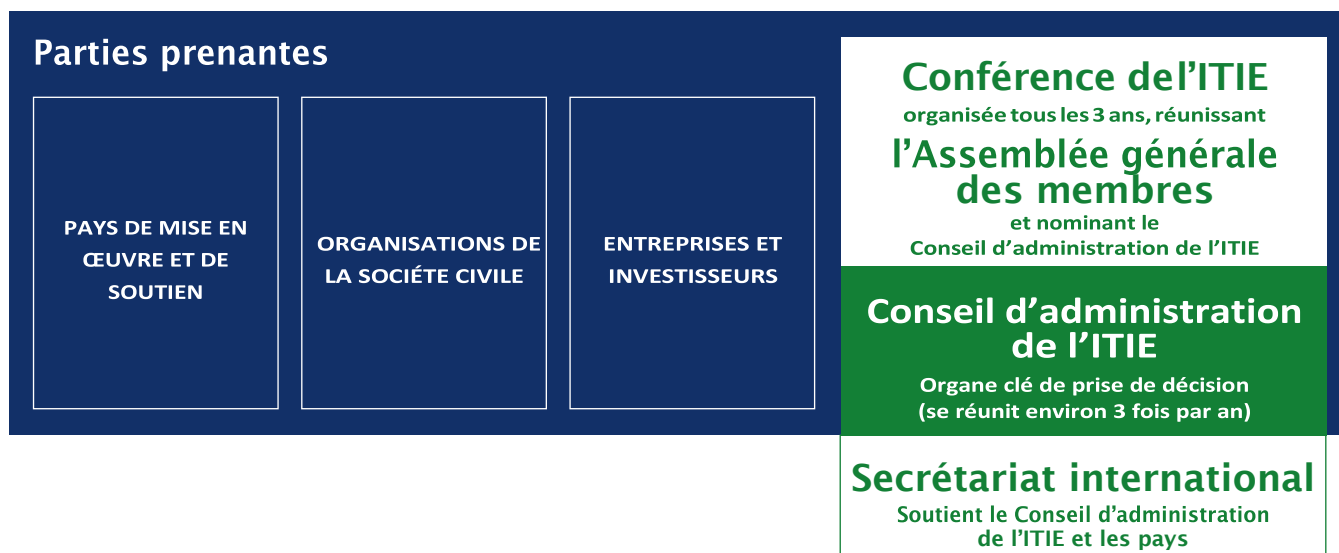 Parties prenantes
PAYS DE MISE EN
ŒUVRE ET DE
SOUTIEN
ORGANISATIONS DE
LA SOCIÉTE CIVILE
ENTREPRISES ET
INVESTISSEURS
Conférence del’ITIE
organisée tous les 3 ans, réunissant
l’Assemblée générale
des membres
et nominant le
Conseil d’administration de l’ITIE
Conseil d’administration
de l’ITIE
Organe clé de prise de décision
(se réunit environ 3 fois par an)
Secrétariat international
Soutient le Conseil d’administration
de l’ITIE et les pays